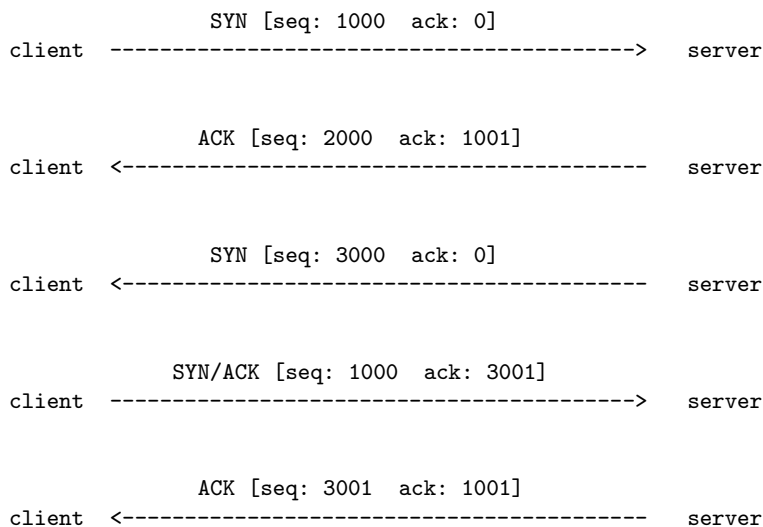 SYN [seq: 1000 ack: 0]
client ------------------------------------------> server
ACK [seq: 2000 ack: 1001]
client <------------------------------------------ server
SYN [seq: 3000 ack: 0]
client <------------------------------------------ server
SYN/ACK [seq: 1000 ack: 3001]
client ------------------------------------------> server
ACK [seq: 3001 ack: 1001]
client <------------------------------------------ server